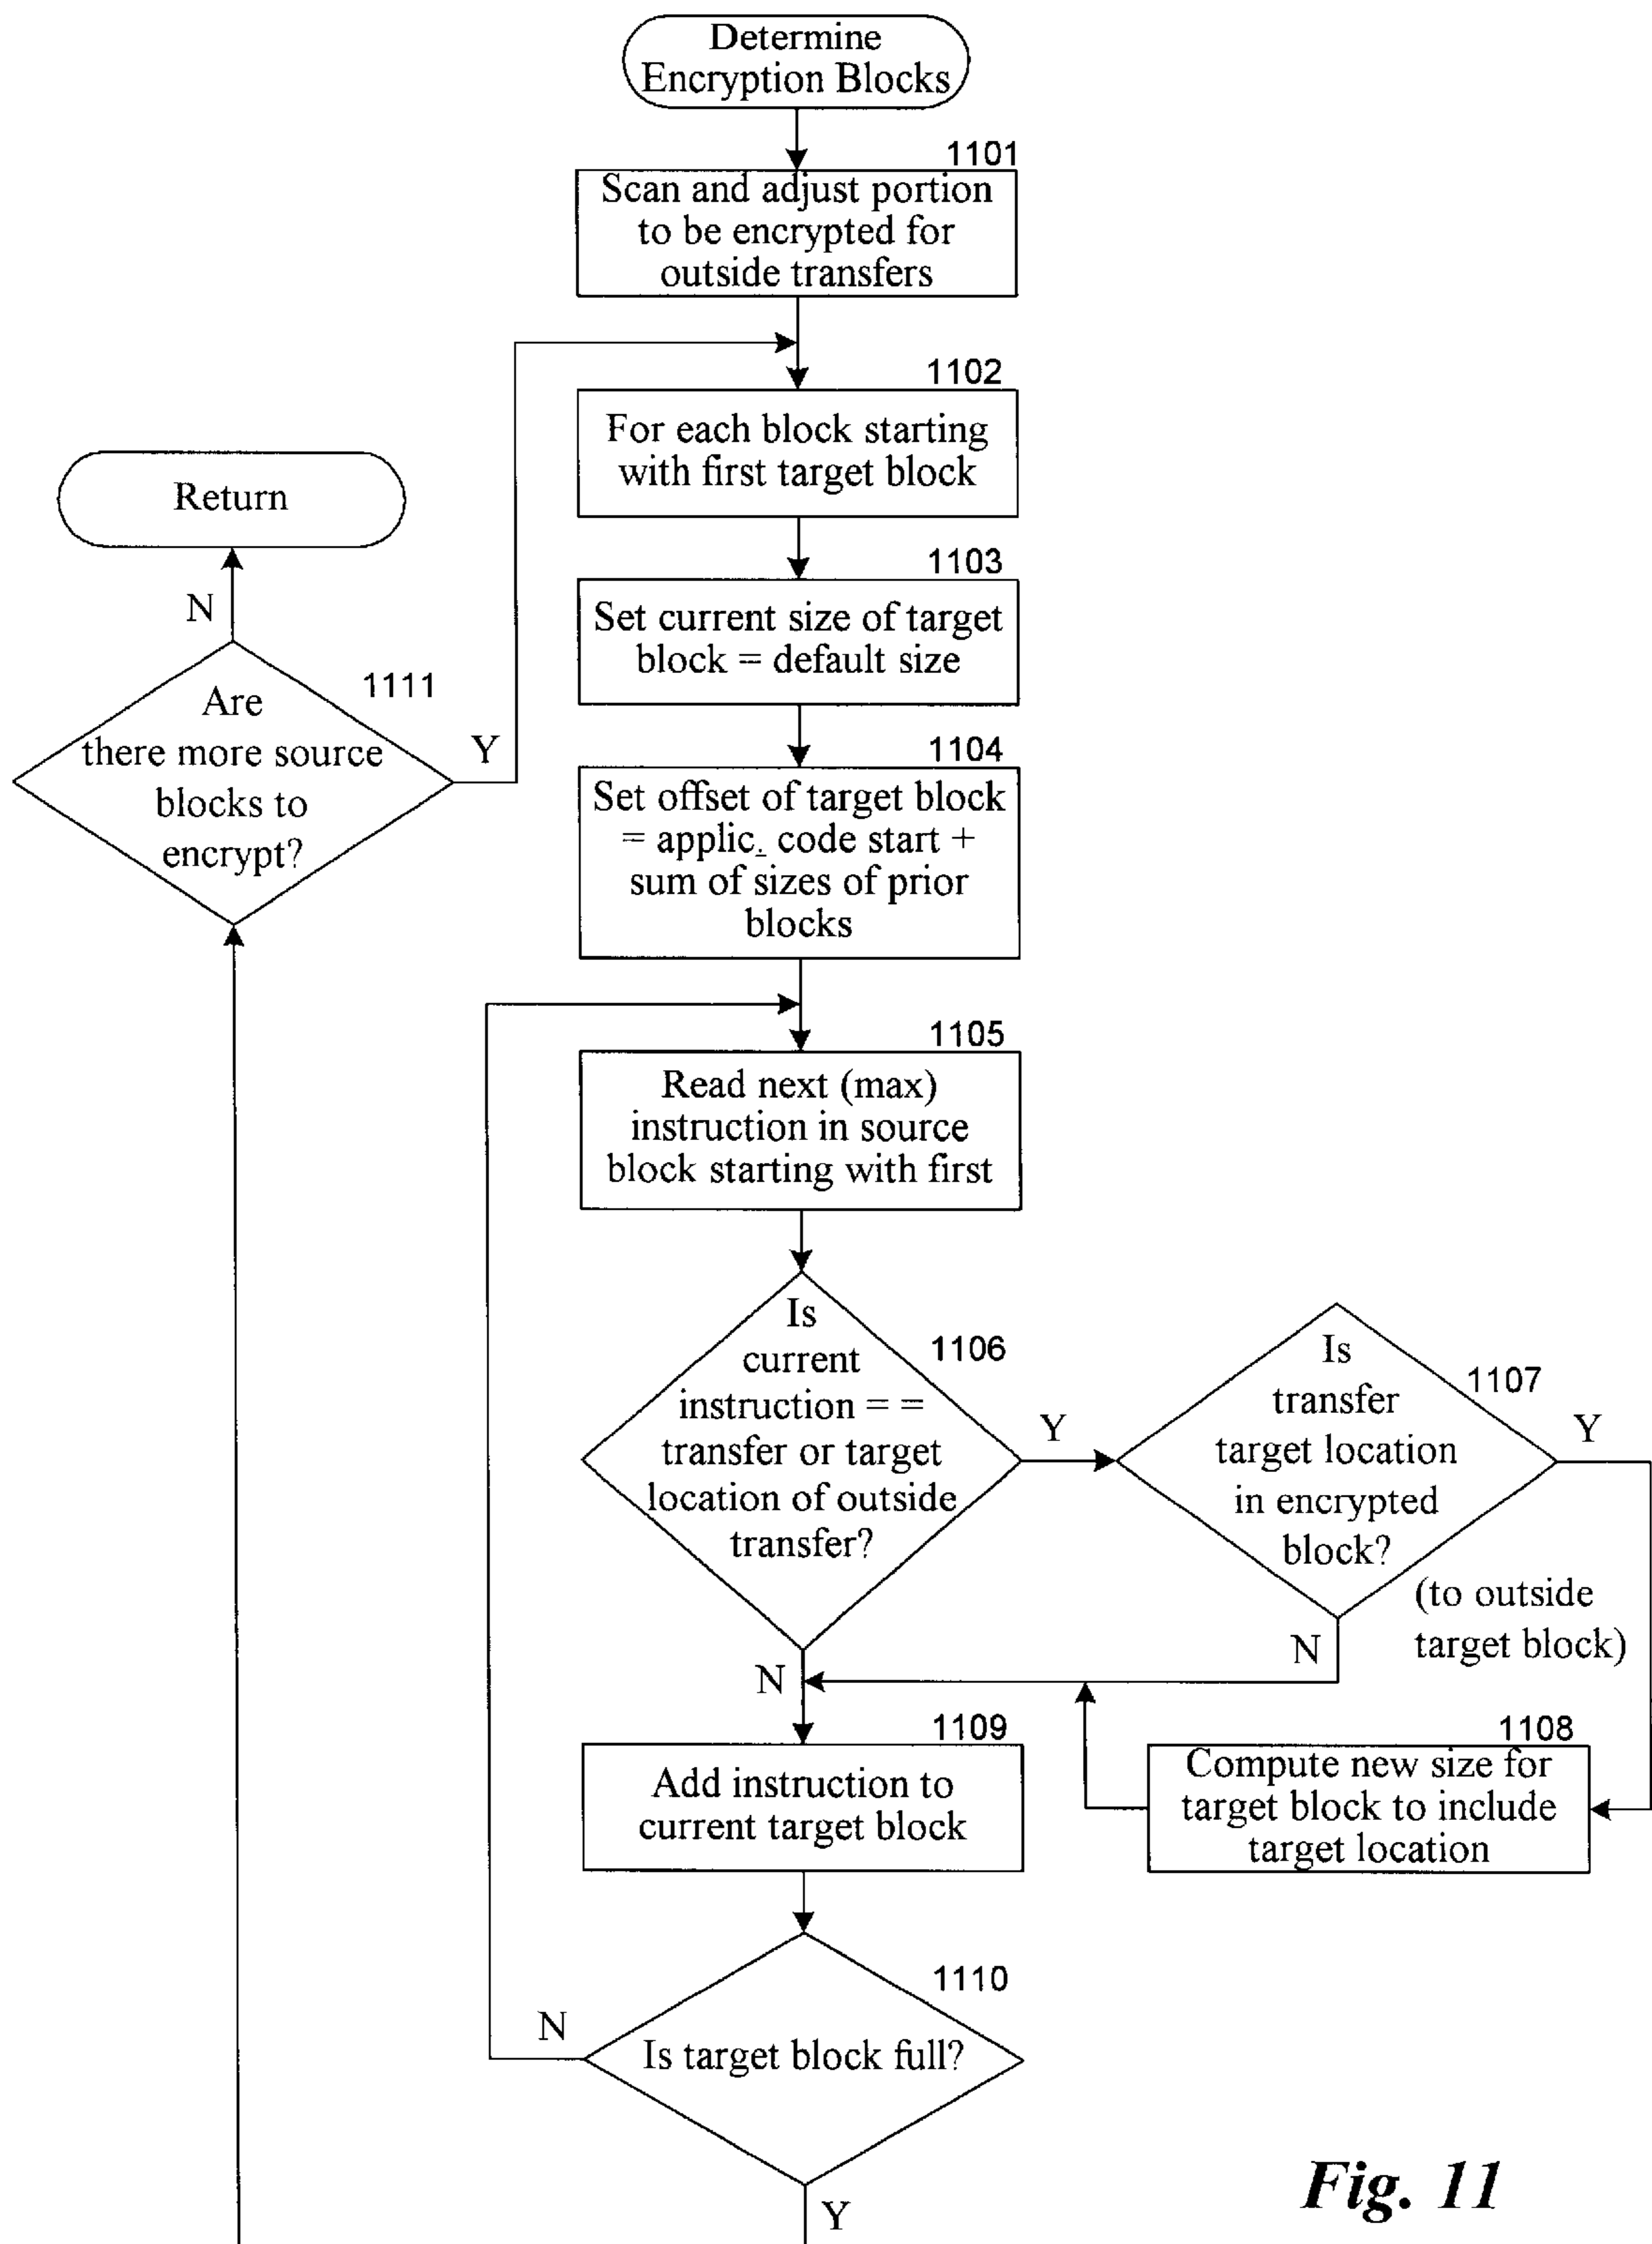 Determine
Encryption Blocks
1101
Scan and adjust portion
to be encrypted for
outside transfers
1102
For each block starting
with first target block
Return
1103
Set current size of target
block = default size
N
1111
Are
there more source
blocks to
encrypt?
Y
1104
Set offset of target block
= applic. code start +
sum of sizes of prior
blocks
1105
Read next (max)
instruction in source
block starting with first
1106
Is
current
instruction = =
transfer or target
location of outside
transfer?
Y
1107
Is
transfer
target location
in encrypted
block?
Y
(to outside
target block)
N
N
1109
Add instruction to
current target block
1108
Compute new size for
target block to include
target location
1110
Is target block full?
N
Y
Fig. 11